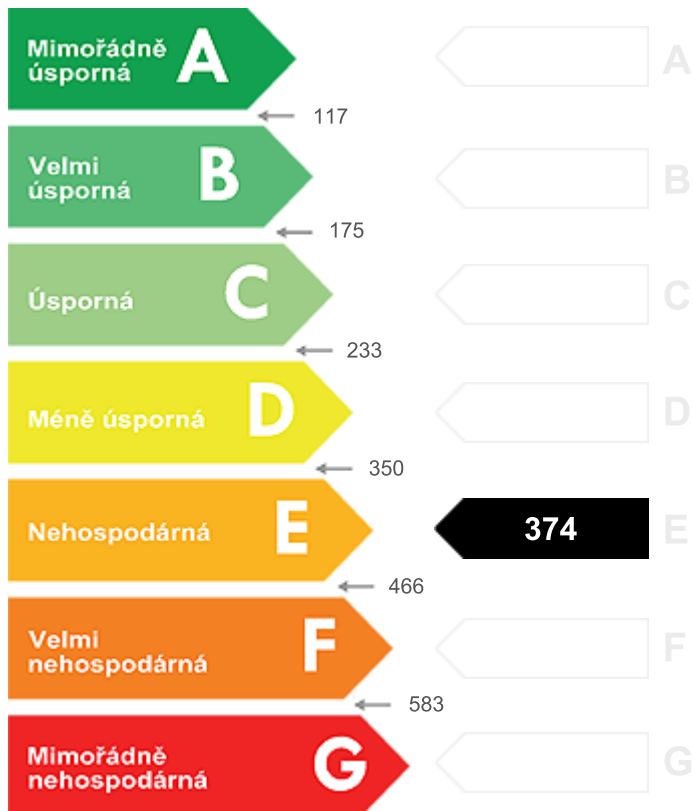 Mimořádně
úsporná
A
A
117
Velmi
úsporná
B
B
175
Úsporná
C
C
233
Méně úsporná
D
D
350
Nehospodárná
E
374
E
466
Velmi
nehospodárná
F
F
583
Mimořádně
nehospodárná
G
G